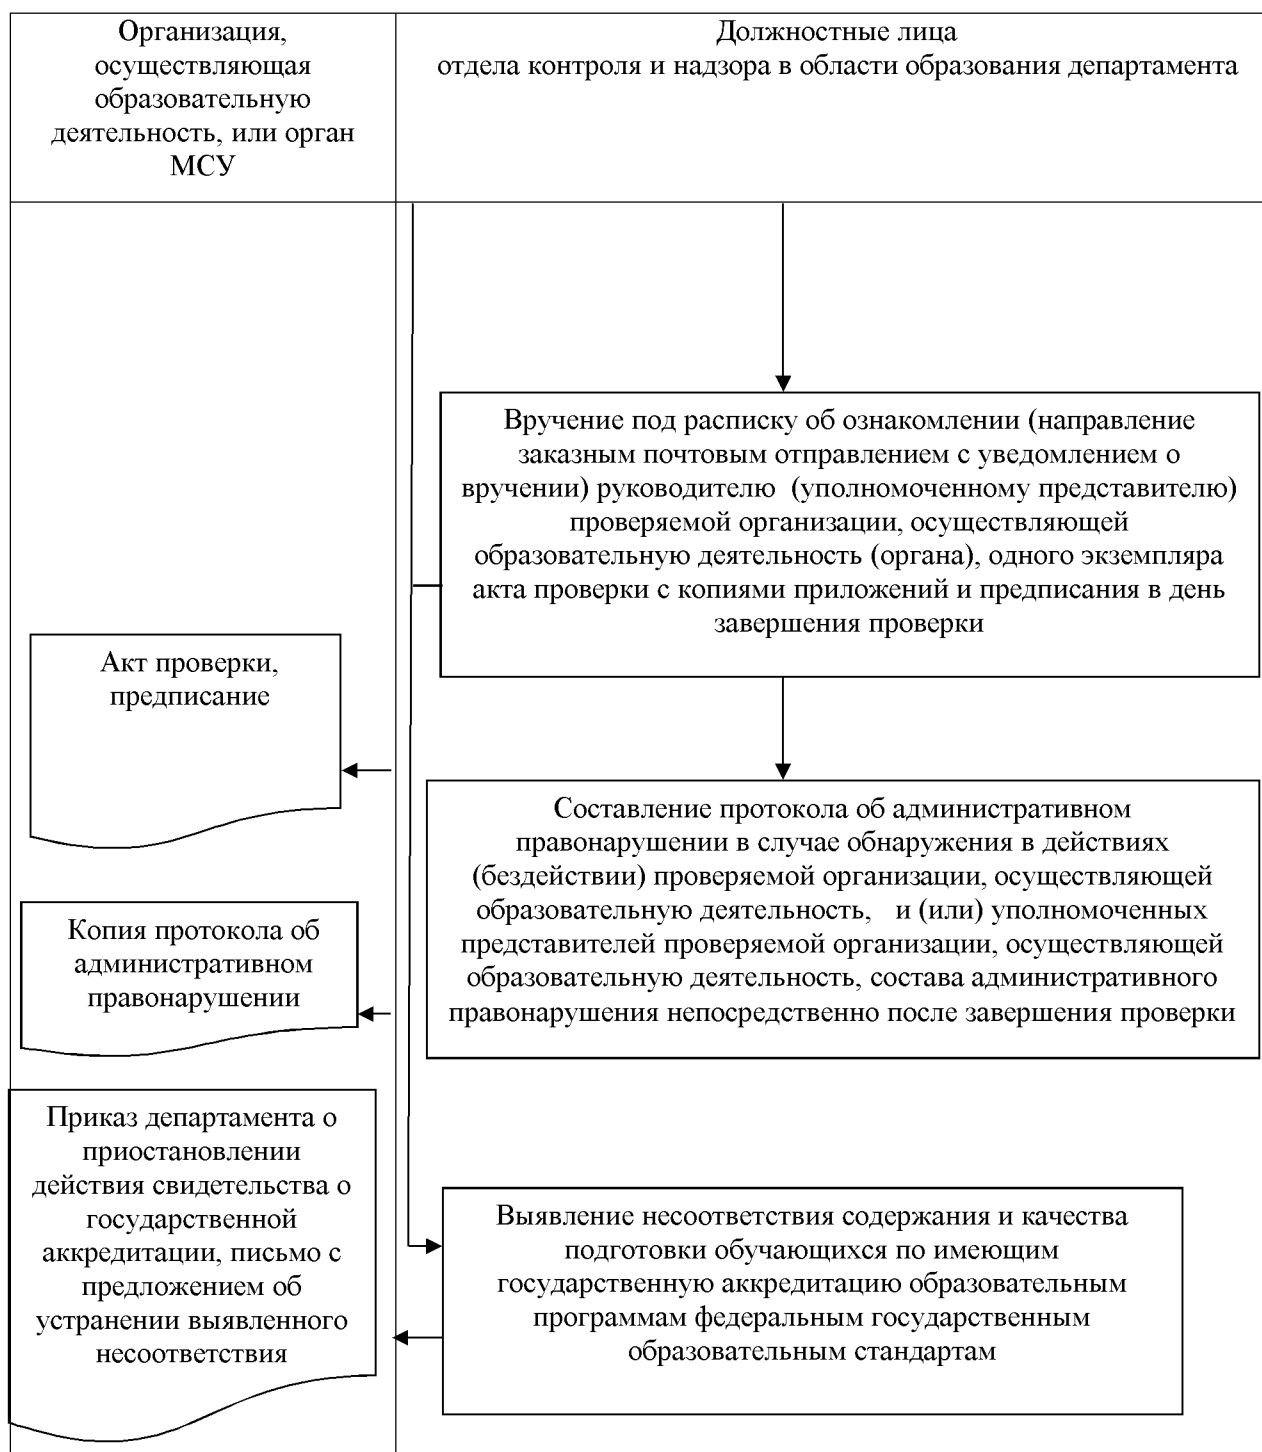 Организация,
осуществляющая
образовательную
деятельность, или орган
МСУ
Должностные лица
отдела контроля и надзора в области образования департамента
Вручение под расписку об ознакомлении (направление
заказным почтовым отправлением с уведомлением о
вручении) руководителю (уполномоченному представителю)
проверяемой организации, осуществляющей
образовательную деятельность (органа), одного экземпляра
акта проверки с копиями приложений и предписания в день
завершения проверки
Акт проверки,
предписание
Составление протокола об административном
правонарушении в случае обнаружения в действиях
(бездействии) проверяемой организации, осуществляющей
образовательную деятельность, и (или) уполномоченных
представителей проверяемой организации, осуществляющей
образовательную деятельность, состава административного
правонарушения непосредственно после завершения проверки
Копия протокола об
административном
правонарушении
Приказ департамента о
приостановлении
действия свидетельства о
государственной
аккредитации, письмо с
предложением об
устранении выявленного
несоответствия
Выявление несоответствия содержания и качества
подготовки обучающихся по имеющим
государственную аккредитацию образовательным
программам федеральным государственным
образовательным стандартам